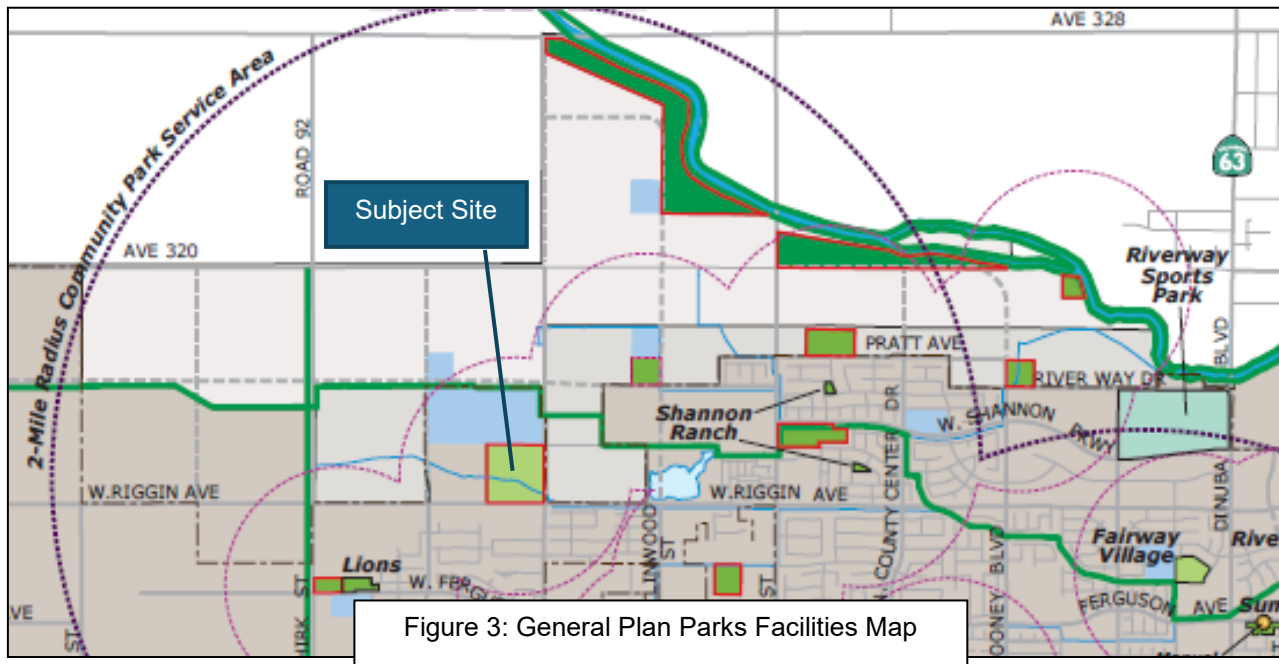 AVE 328
2-Mile Radius Community Park Service Area
ROAD 92
63
Subject Site
AVE 320
Riverway
Sports
Park
BLVD
PRATT AVE
RIVER WAY DR
Shannon
Ranch
DR
W. SHANNON
PKWY
W.RIGGIN AVE
W.RIGGIN AVE
LINWOOD
ST
N COUNTY CENTER
DINUBA
Fairway
Village
Lions
W. FERGU
ST
ST
BLVD
OONEY
FERGUSON AVE
VE
ST
Figure 3: General Plan Parks Facilities Map